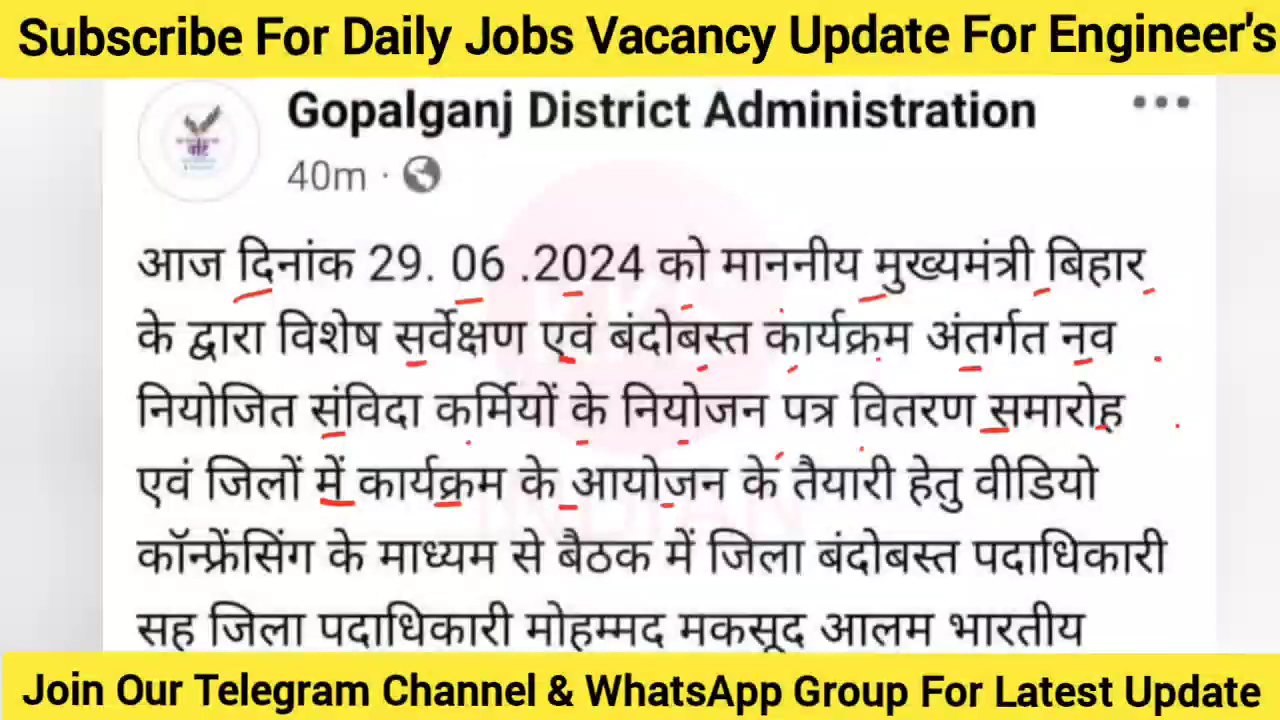 Subscribe For Daily Jobs Vacancy Update For Engineer's
Gopalganj District Administration
40m ·
आज दिनांक 29. 06 .2024 को माननीय मुख्यमंत्री बिहार
के द्वारा विशेष सर्वेक्षण एवं बंदोबस्त कार्यक्रम अंतर्गत नव
नियोजित संविदा कर्मियों के नियोजन पत्र वितरण समारोह
एवं जिलों में कार्यक्रम के आयोजन के तैयारी हेतु वीडियो
कॉन्फ्रेंसिंग के माध्यम से बैठक में जिला बंदोबस्त पदाधिकारी
सह जिला पदाधिकारी मोहम्मद मकसूद आलम भारतीय
Join Our Telegram Channel & WhatsApp Group For Latest Update